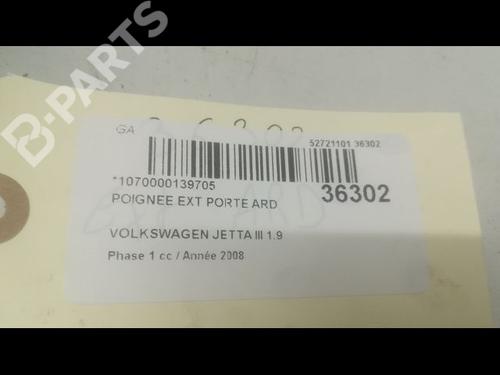 B-PARTS
GA
52721101 36302
*1070000139705
POIGNEE EXT PORTE ARD
36302
VOLKSWAGEN JETTA III 1.9
Phase 1 cc / Année 2008